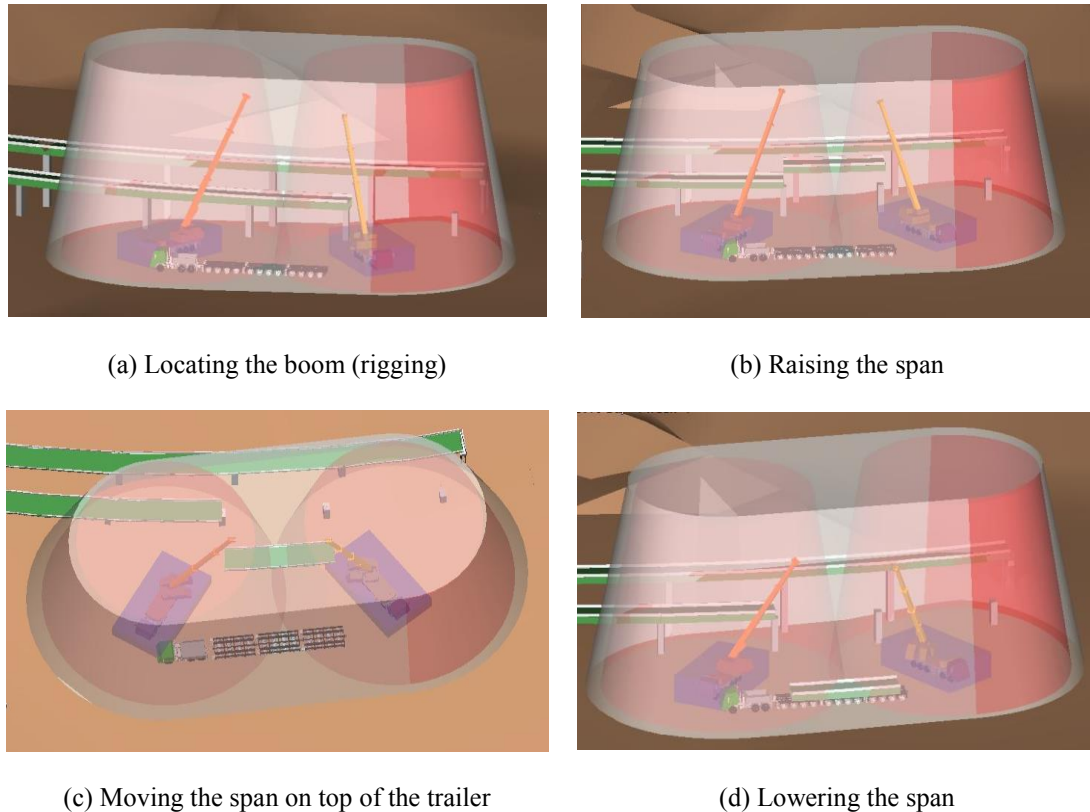 (a) Locating the boom (rigging)
(b) Raising the span
(c) Moving the span on top of the trailer
(d) Lowering the span